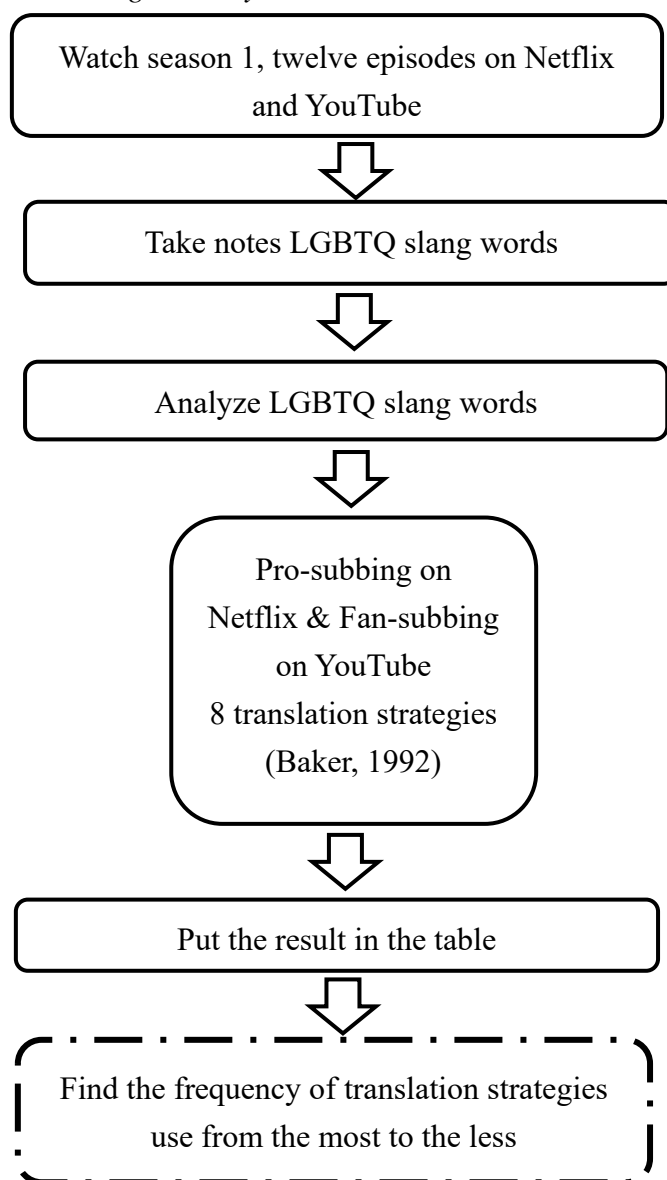 Watch season 1, twelve episodes on Netflix
and YouTube
Take notes LGBTQ slang words
Analyze LGBTQ slang words
Pro-subbing on
Netflix & Fan-subbing
on YouTube
8 translation strategies
(Baker, 1992)
Put the result in the table
Find the frequency of translation strategies
use from the most to the less